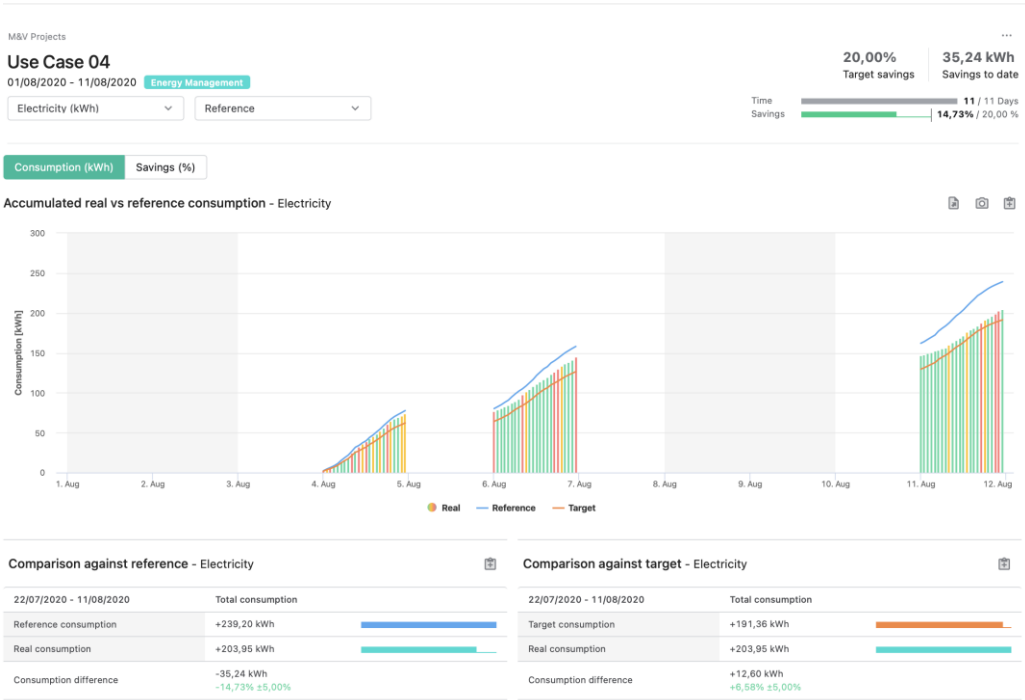 M&V Projects
...
Use Case 04
20,00% 35,24 kWh
Target savings Savings to date
01/08/2020 - 11/08/2020 Energy Management
Electricity (kWh) Reference
Time 11 / 11 Days
Savings 14,73% / 20,00 %
Consumption (kWh) Savings (%)
Accumulated real vs reference consumption - Electricity
Consumption [kWh]
300
250
200
150
100
50
0
1. Aug 2. Aug 3. Aug 4. Aug 5. Aug 6. Aug 7. Aug 8. Aug 9. Aug 10. Aug 11. Aug 12. Aug
Real Reference Target
Comparison against reference - Electricity
22/07/2020 - 11/08/2020 Total consumption
Reference consumption +239,20 kWh
Real consumption +203,95 kWh
Consumption difference -35,24 kWh
-14,73% ±5,00%
Comparison against target - Electricity
22/07/2020 - 11/08/2020 Total consumption
Target consumption +191,36 kWh
Real consumption +203,95 kWh
Consumption difference +12,60 kWh
+6,58% ±5,00%